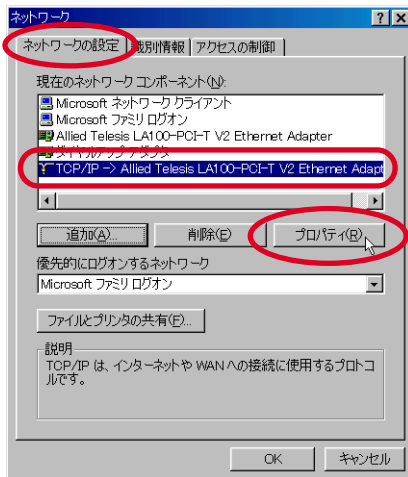 ネットワーク
ネットワークの設定 識別情報 アクセスの制御
現在のネットワーク コンポーネント(N):
Microsoft ネットワーク クライアント
Microsoft ファミリ ログオン
Allied Telesis LA100-PCI-T V2 Ethernet Adapter
ダイヤルアップ アダプタ
TCP/IP -> Allied Telesis LA100-PCI-T V2 Ethernet Adapt
追加(A)... 削除(E) プロパティ(R)
優先的にログオンするネットワーク
Microsoft ファミリ ログオン
ファイルとプリンタの共有(F)...
説明
TCP/IP は、インターネットや WAN への接続に使用するプロトコ
ルです。
OK キャンセル